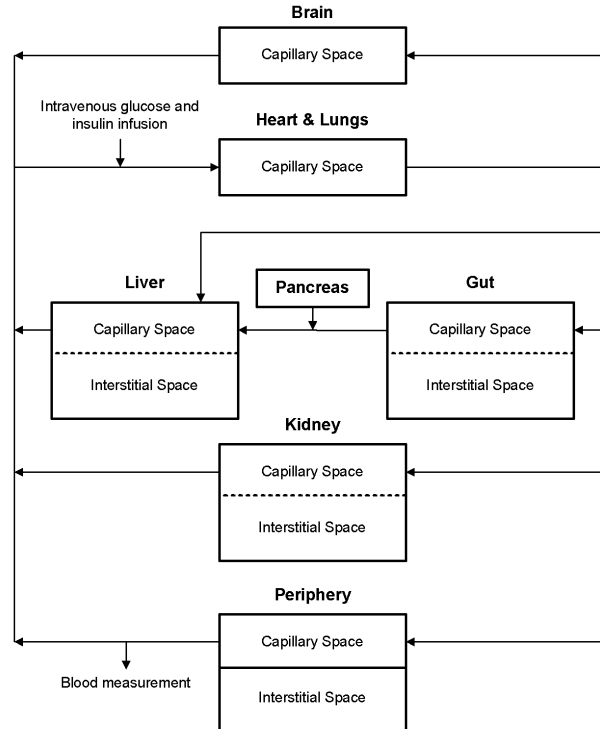 Brain
Capillary Space
Intravenous glucose and
insulin infusion
Heart & Lungs
Capillary Space
Liver
Pancreas
Gut
Capillary Space
Capillary Space
Interstitial Space
Interstitial Space
Kidney
Capillary Space
Interstitial Space
Periphery
Capillary Space
Blood measurement
Interstitial Space